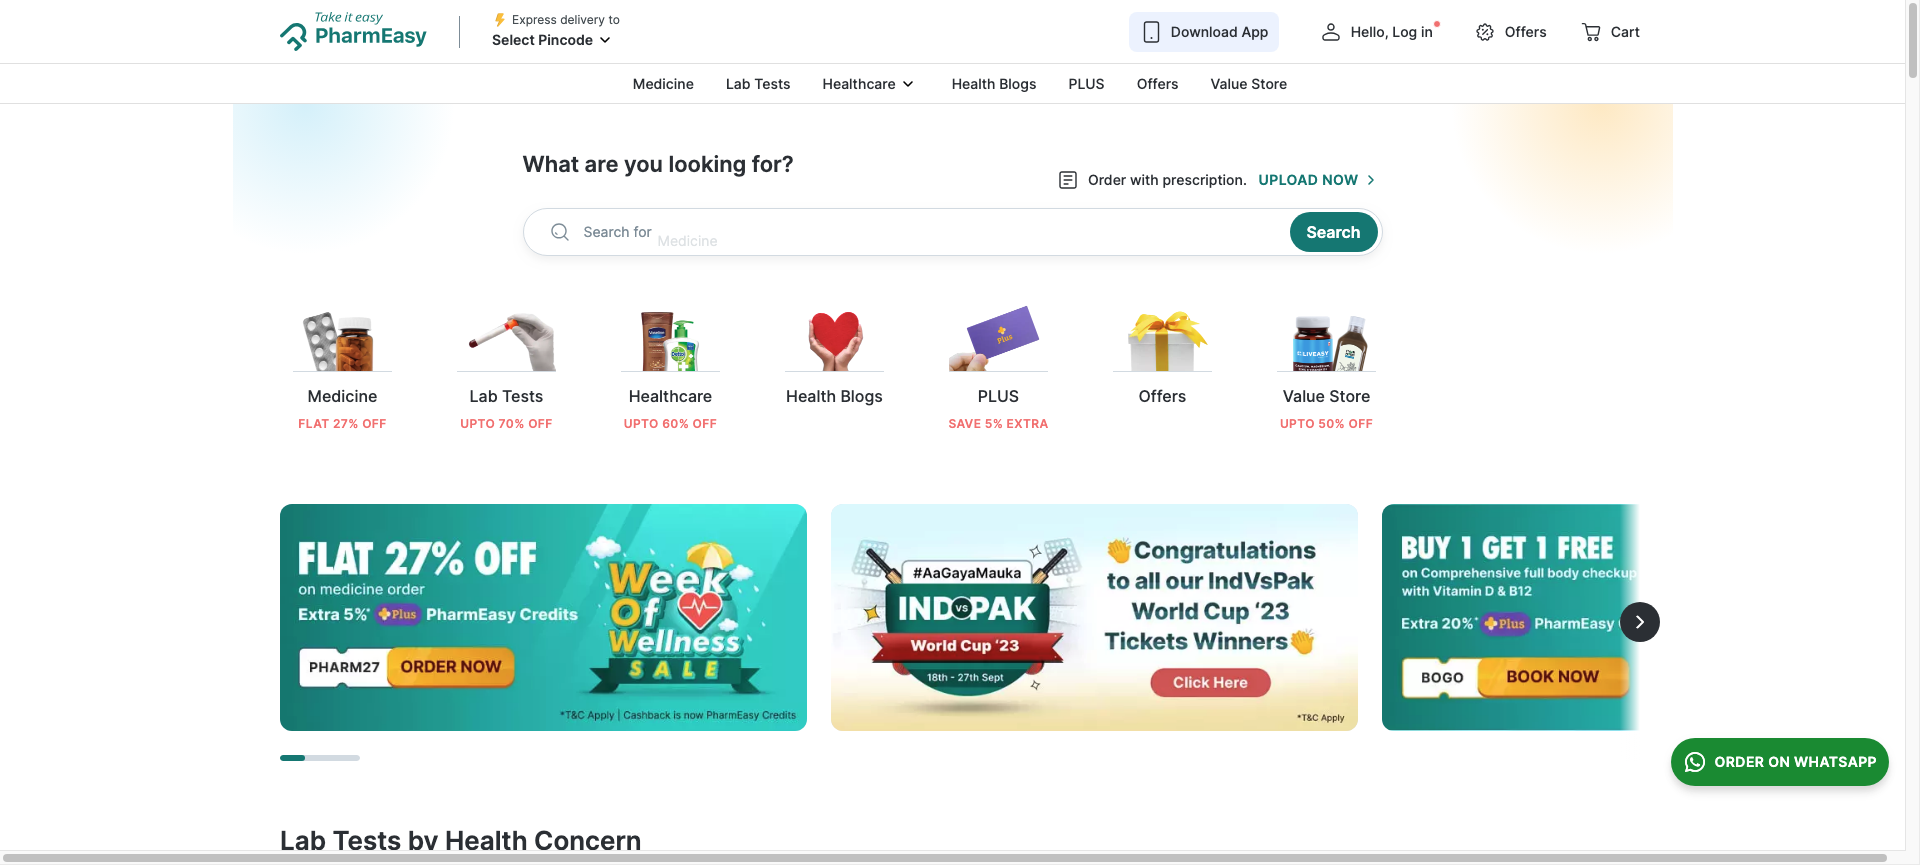 Take it easy
PharmEasy
Express delivery to
Select Pincode
Download App
Hello, Log in
Offers
Cart
Medicine
Lab Tests
Healthcare
Health Blogs
PLUS
Offers
Value Store
What are you looking for?
Order with prescription. UPLOAD NOW
Search for
Medicine
Search
Medicine
FLAT 27% OFF
Lab Tests
UPTO 70% OFF
Healthcare
UPTO 60% OFF
Health Blogs
Plus
PLUS
SAVE 5% EXTRA
Offers
LIVEASY
Value Store
UPTO 50% OFF
FLAT 27% OFF
on medicine order
Extra 5%* Plus PharmEasy Credits
PHARM27 ORDER NOW
Week
Of
Wellness
SALE
*T&C Apply | Cashback is now PharmEasy Credits
#AaGayaMauka
IND VS PAK
World Cup '23
18th - 27th Sept
👏Congratulations
to all our IndVsPak
World Cup '23
Tickets Winners👏
Click Here
*T&C Apply
BUY 1 GET 1 FREE
on Comprehensive full body checkup
with Vitamin D & B12
Extra 20%* Plus PharmEasy
BOGO BOOK NOW
ORDER ON WHATSAPP
Lab Tests by Health Concern